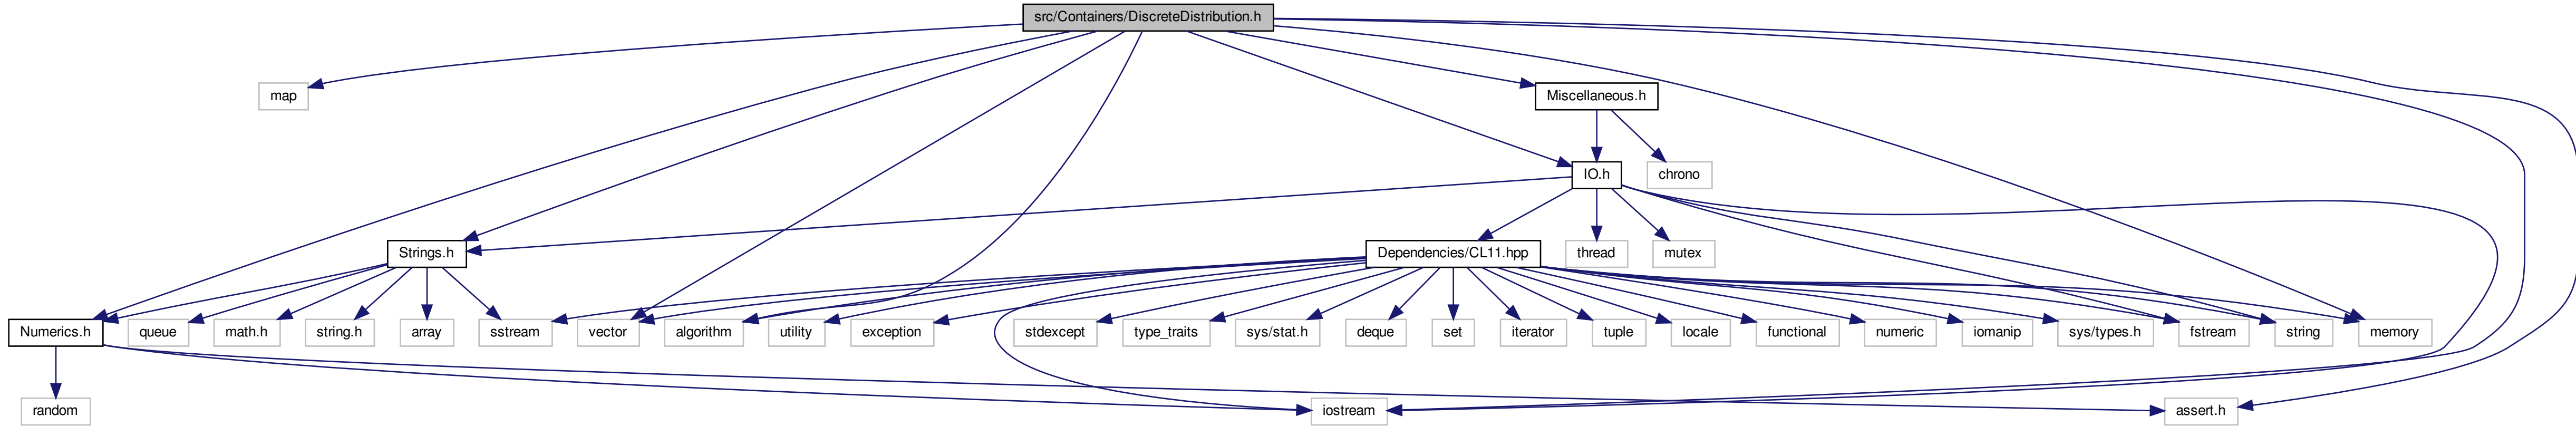 src/Containers/DiscreteDistribution.h
map
Miscellaneous.h
IO.h
chrono
Strings.h
Dependencies/CL11.hpp
thread
mutex
Numerics.h
queue
math.h
string.h
array
sstream
vector
algorithm
utility
exception
stdexcept
type_traits
sys/stat.h
deque
set
iterator
tuple
locale
functional
numeric
iomanip
sys/types.h
fstream
string
memory
random
iostream
assert.h